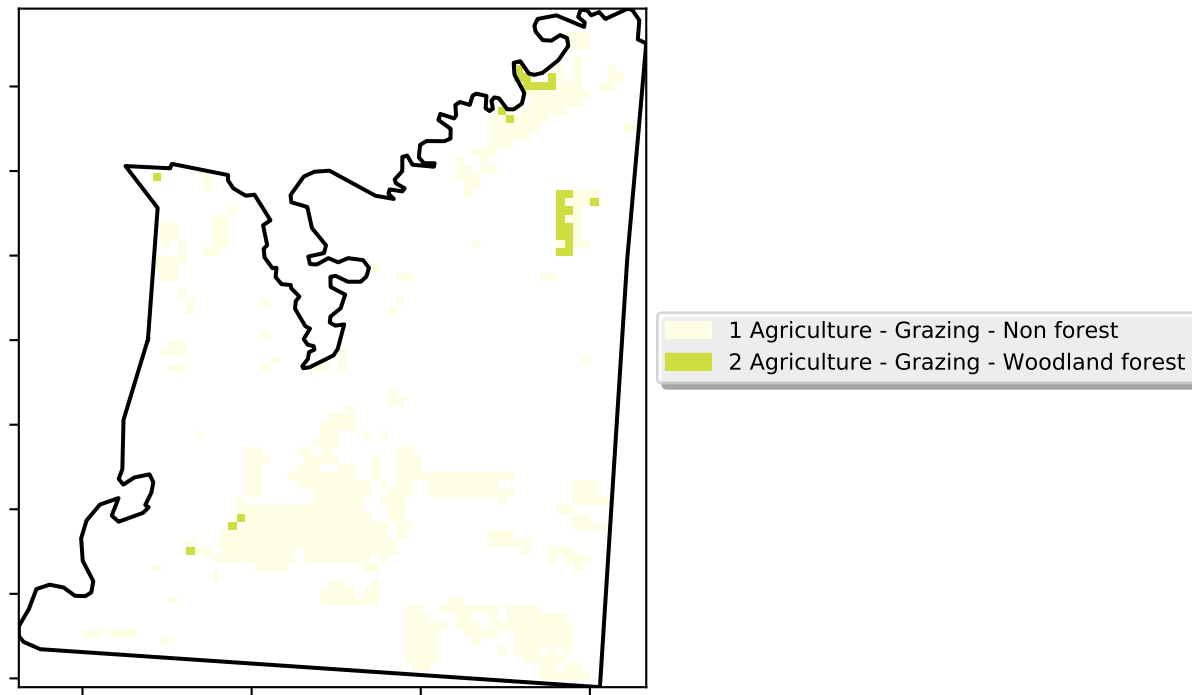 1 Agriculture - Grazing - Non forest
2 Agriculture - Grazing - Woodland forest